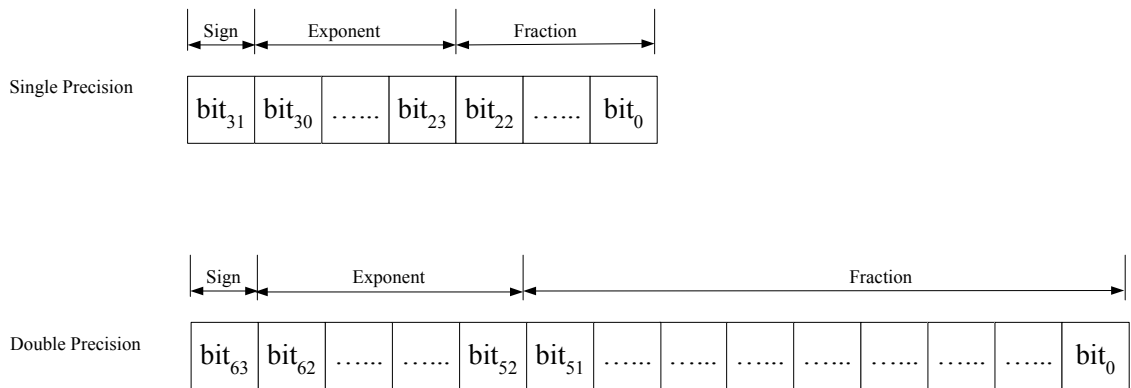 Sign Exponent Fraction
Single Precision
bit₃₁ bit₃₀ …... bit₂₃ bit₂₂ …... bit₀
Sign Exponent Fraction
Double Precision
bit₆₃ bit₆₂ …... …... bit₅₂ bit₅₁ …... …... …... …... …... …... …... bit₀